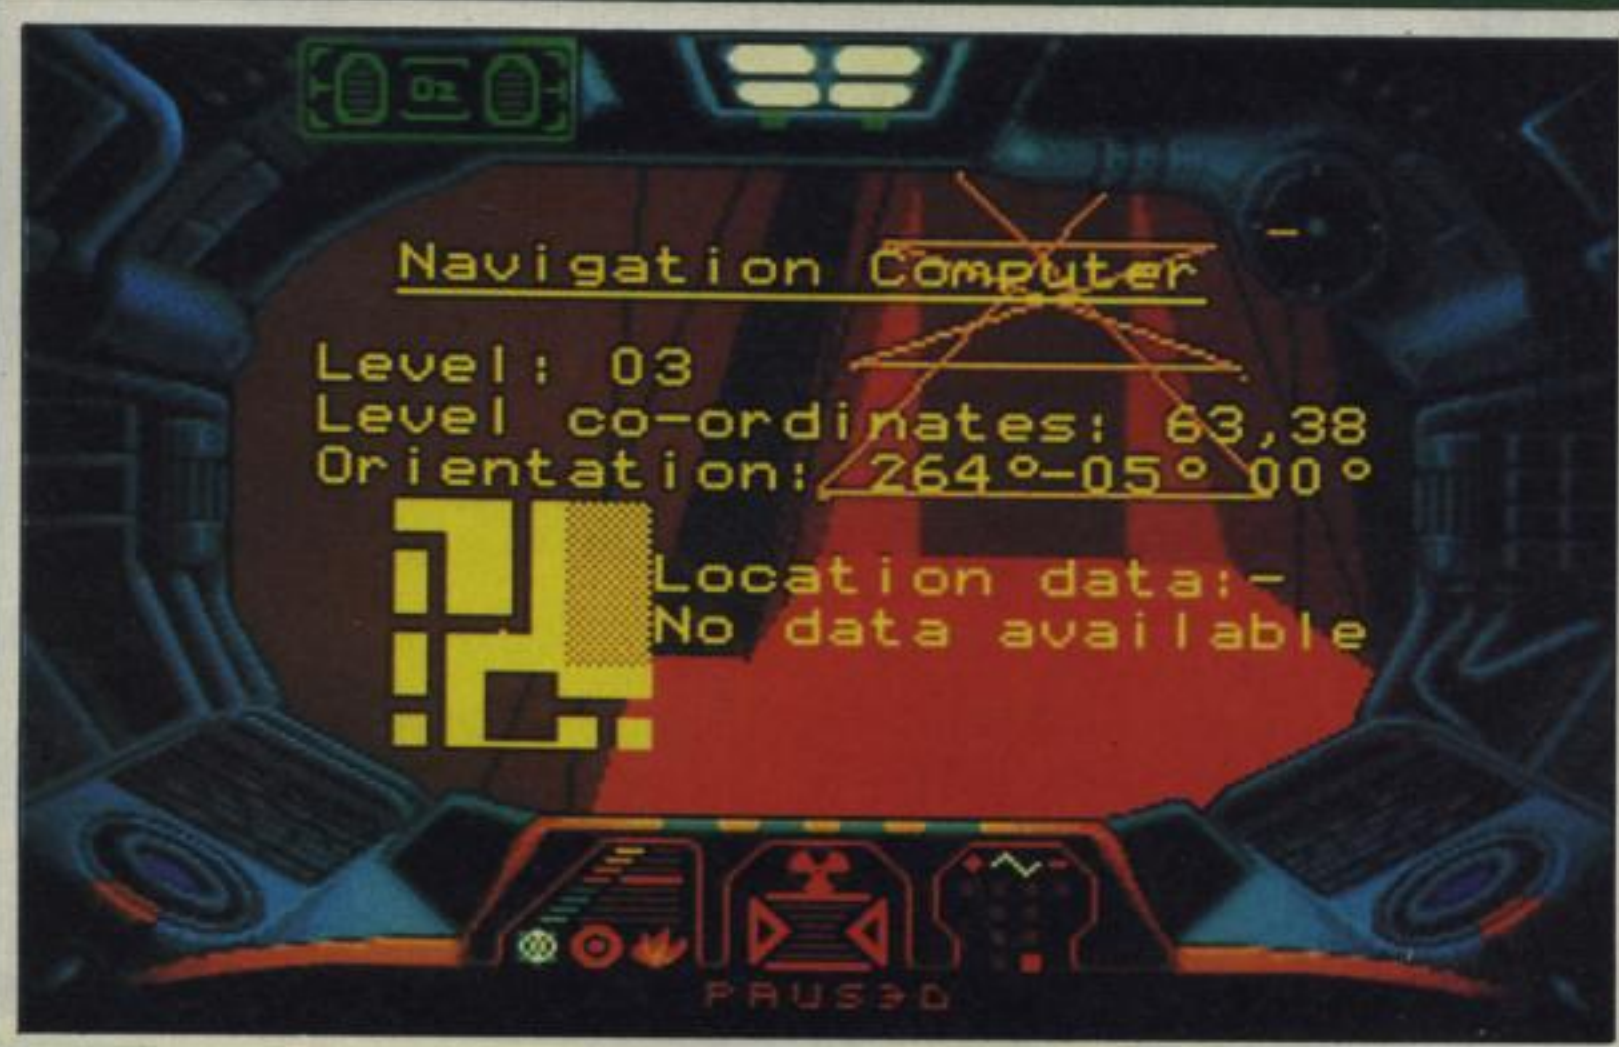 O2
Navigation Computer
Level: 03
Level co-ordinates: 63,38
Orientation: 264°-05° 00°
Location data:-
No data available
PAUSED